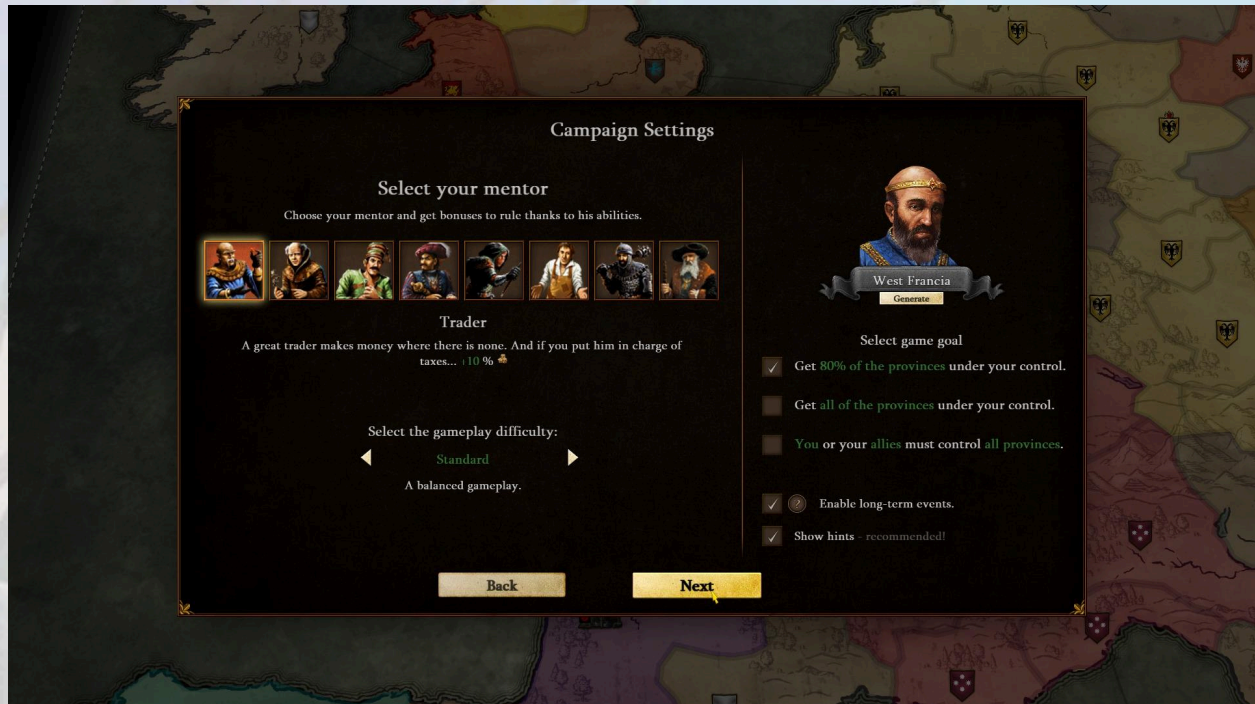 Campaign Settings
Select your mentor
Choose your mentor and get bonuses to rule thanks to his abilities.
Trader
A great trader makes money where there is none. And if you put him in charge of
taxes... +10 %
Select the gameplay difficulty:
Standard
A balanced gameplay.
Back
Next
West Francia
Generate
Select game goal
Get 80% of the provinces under your control.
Get all of the provinces under your control.
You or your allies must control all provinces.
? Enable long-term events.
Show hints - recommended!